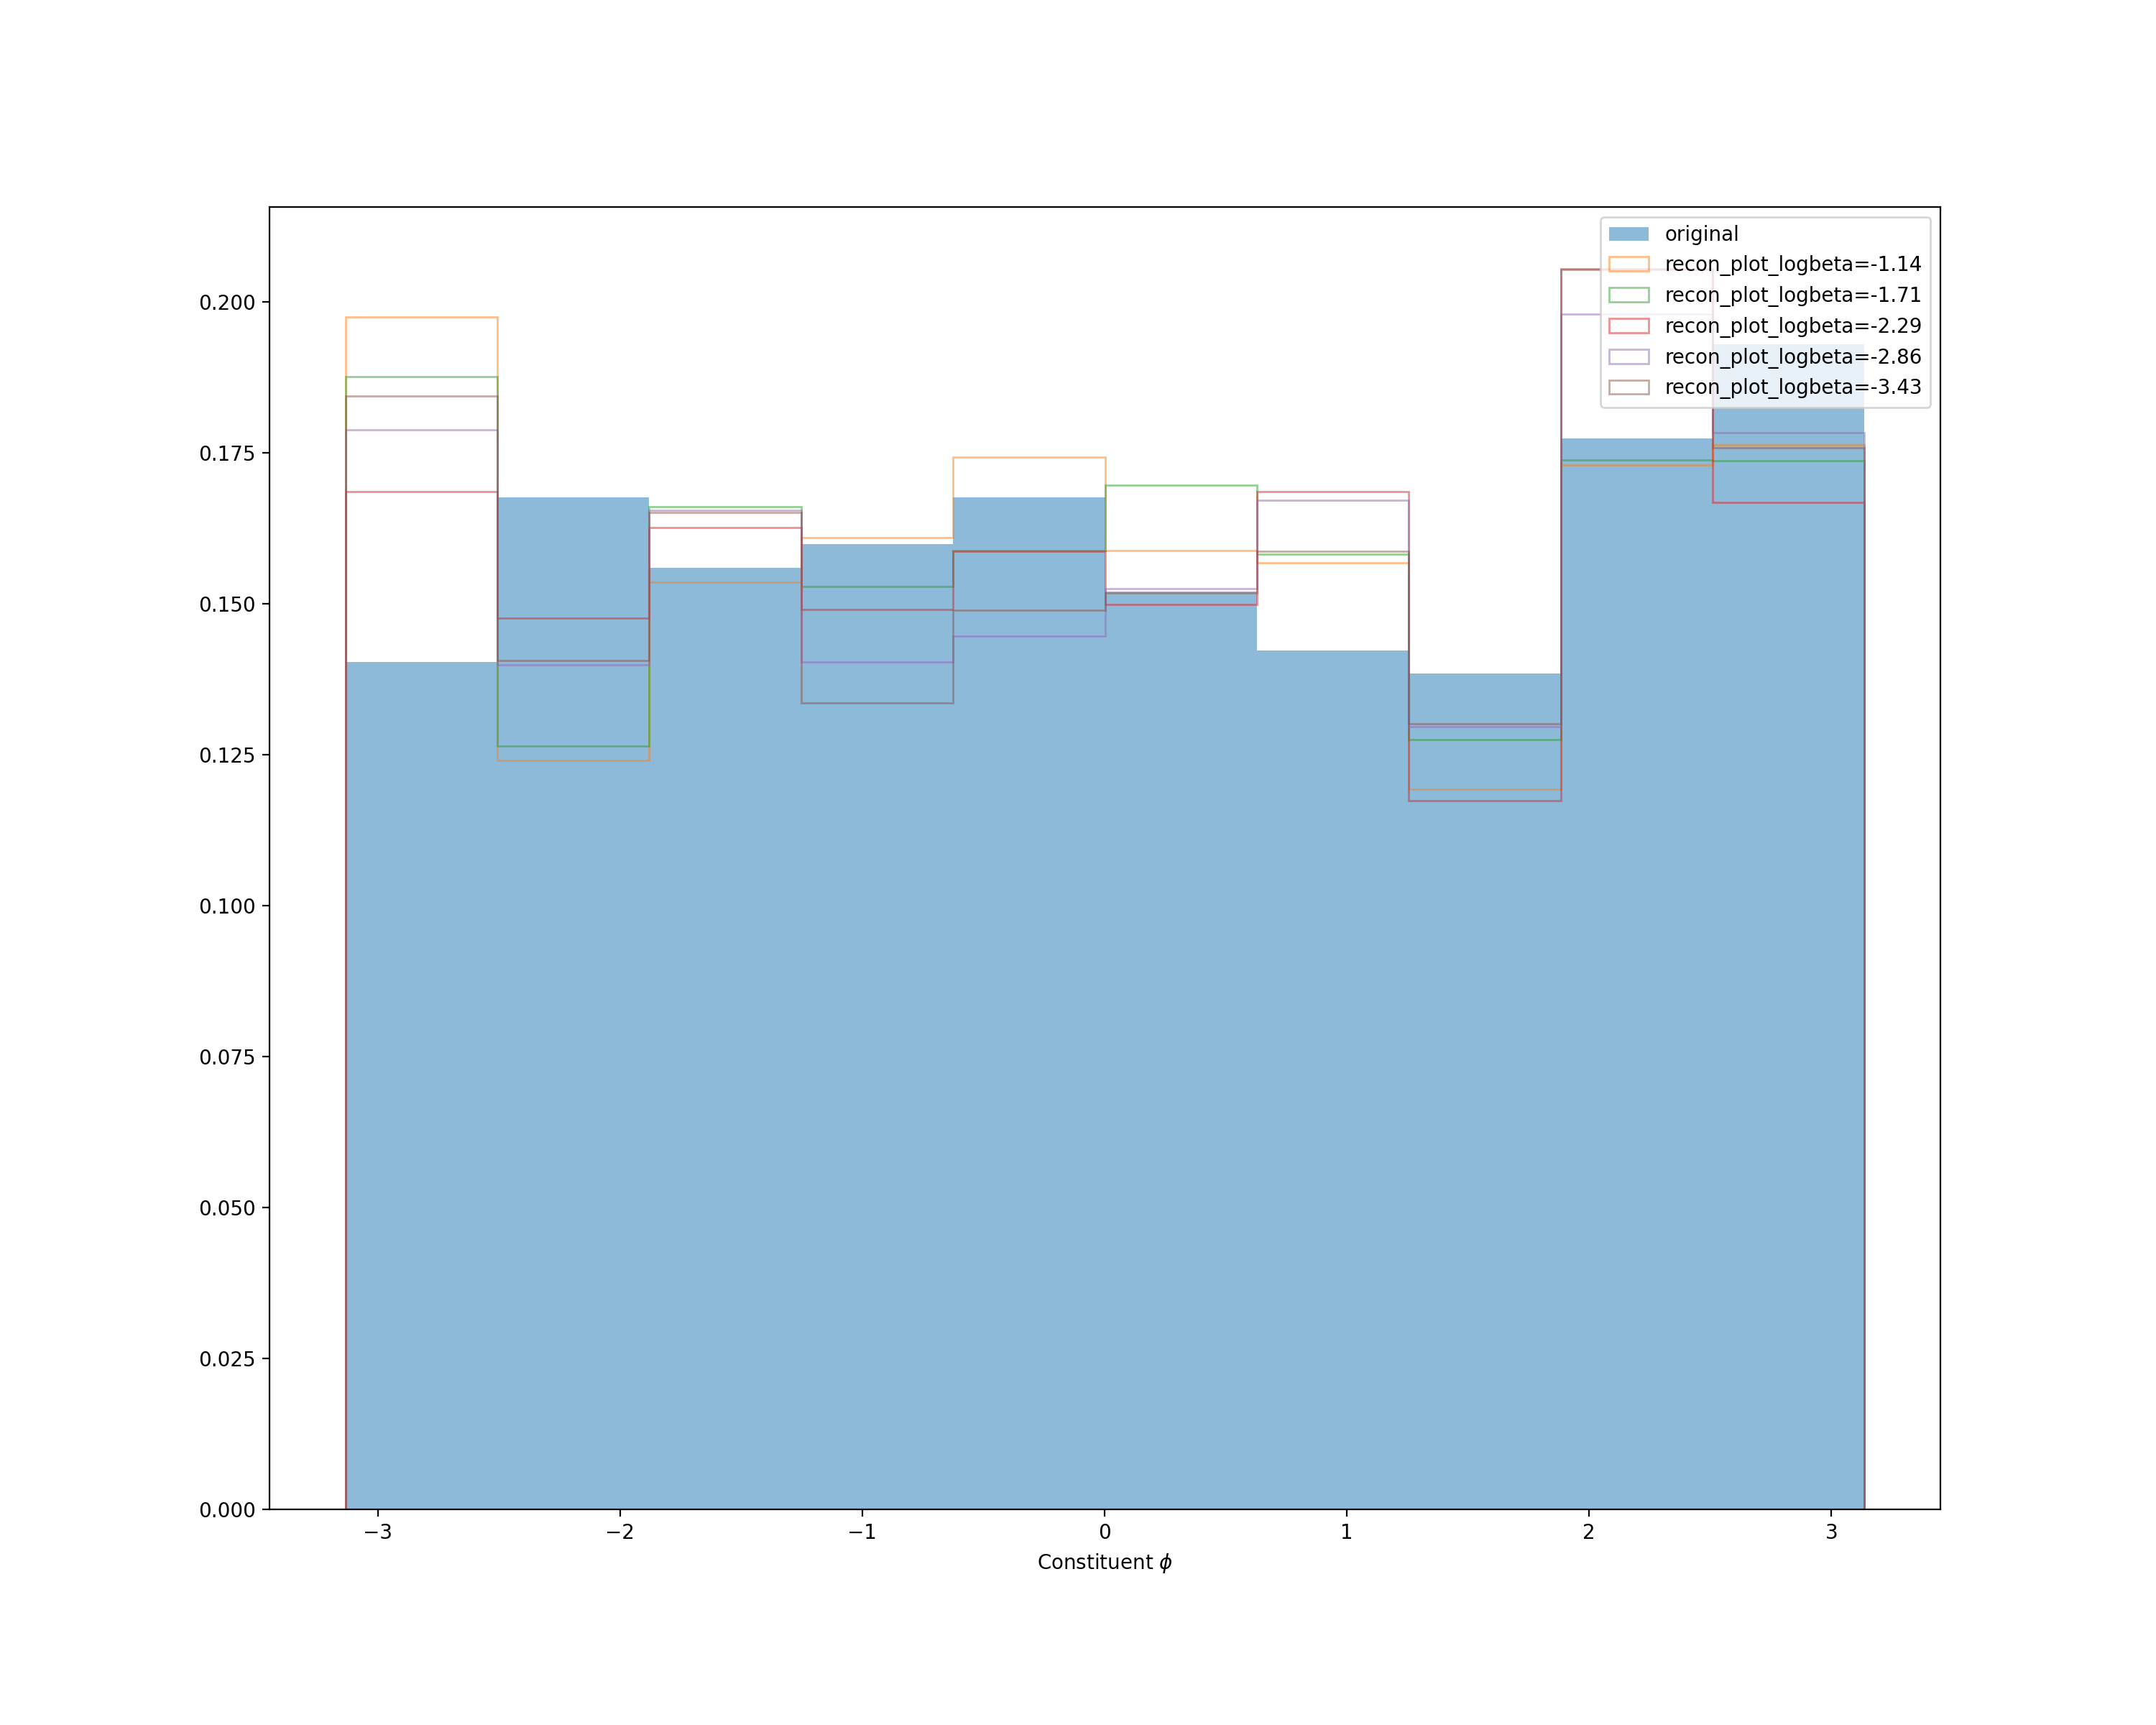 original
recon_plot_logbeta=-1.14
recon_plot_logbeta=-1.71
recon_plot_logbeta=-2.29
recon_plot_logbeta=-2.86
recon_plot_logbeta=-3.43
0.200
0.175
0.150
0.125
0.100
0.075
0.050
0.025
0.000
−3 −2 −1 0 1 2 3
Constituent ϕ